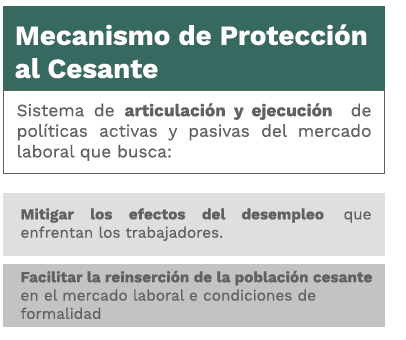 Mecanismo de Protección
al Cesante
Sistema de articulación y ejecución de
políticas activas y pasivas del mercado
laboral que busca:
Mitigar los efectos del desempleo que
enfrentan los trabajadores.
Facilitar la reinserción de la población cesante
en el mercado laboral e condiciones de
formalidad